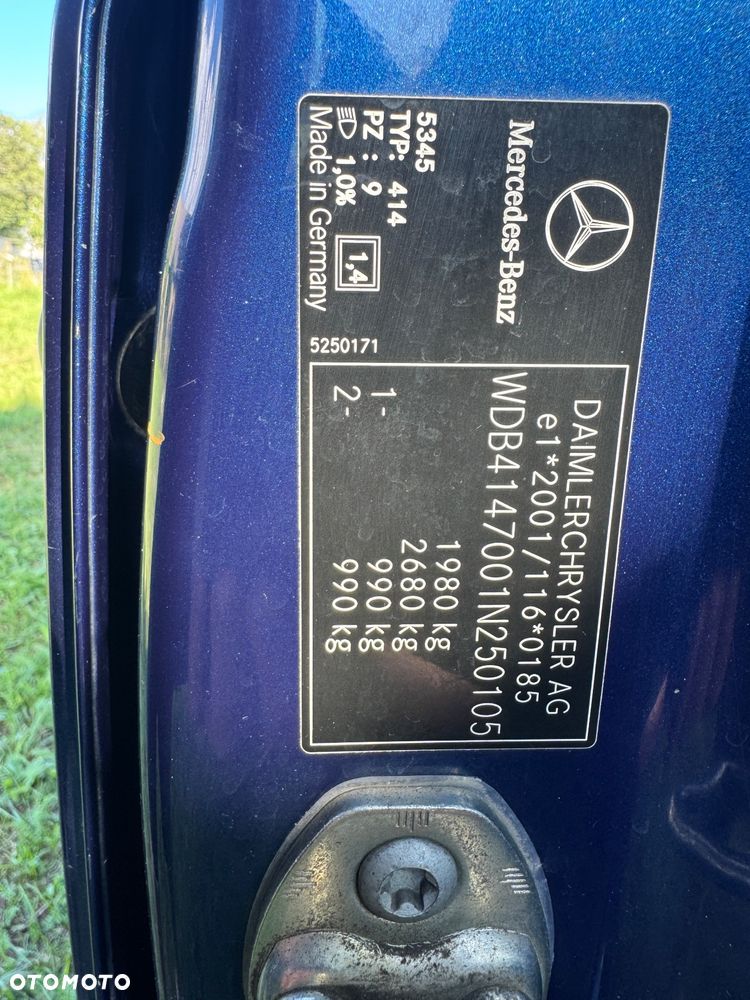 Mercedes-Benz
5345
TYP: 414
PZ : 9
1,0%
1,4
Made in Germany
5250171
DAIMLERCHRYSLER AG
e1*2001/116*0185
WDB4147001N250105
1980 kg
2680 kg
1- 990 kg
2- 990 kg
OTOMOTO